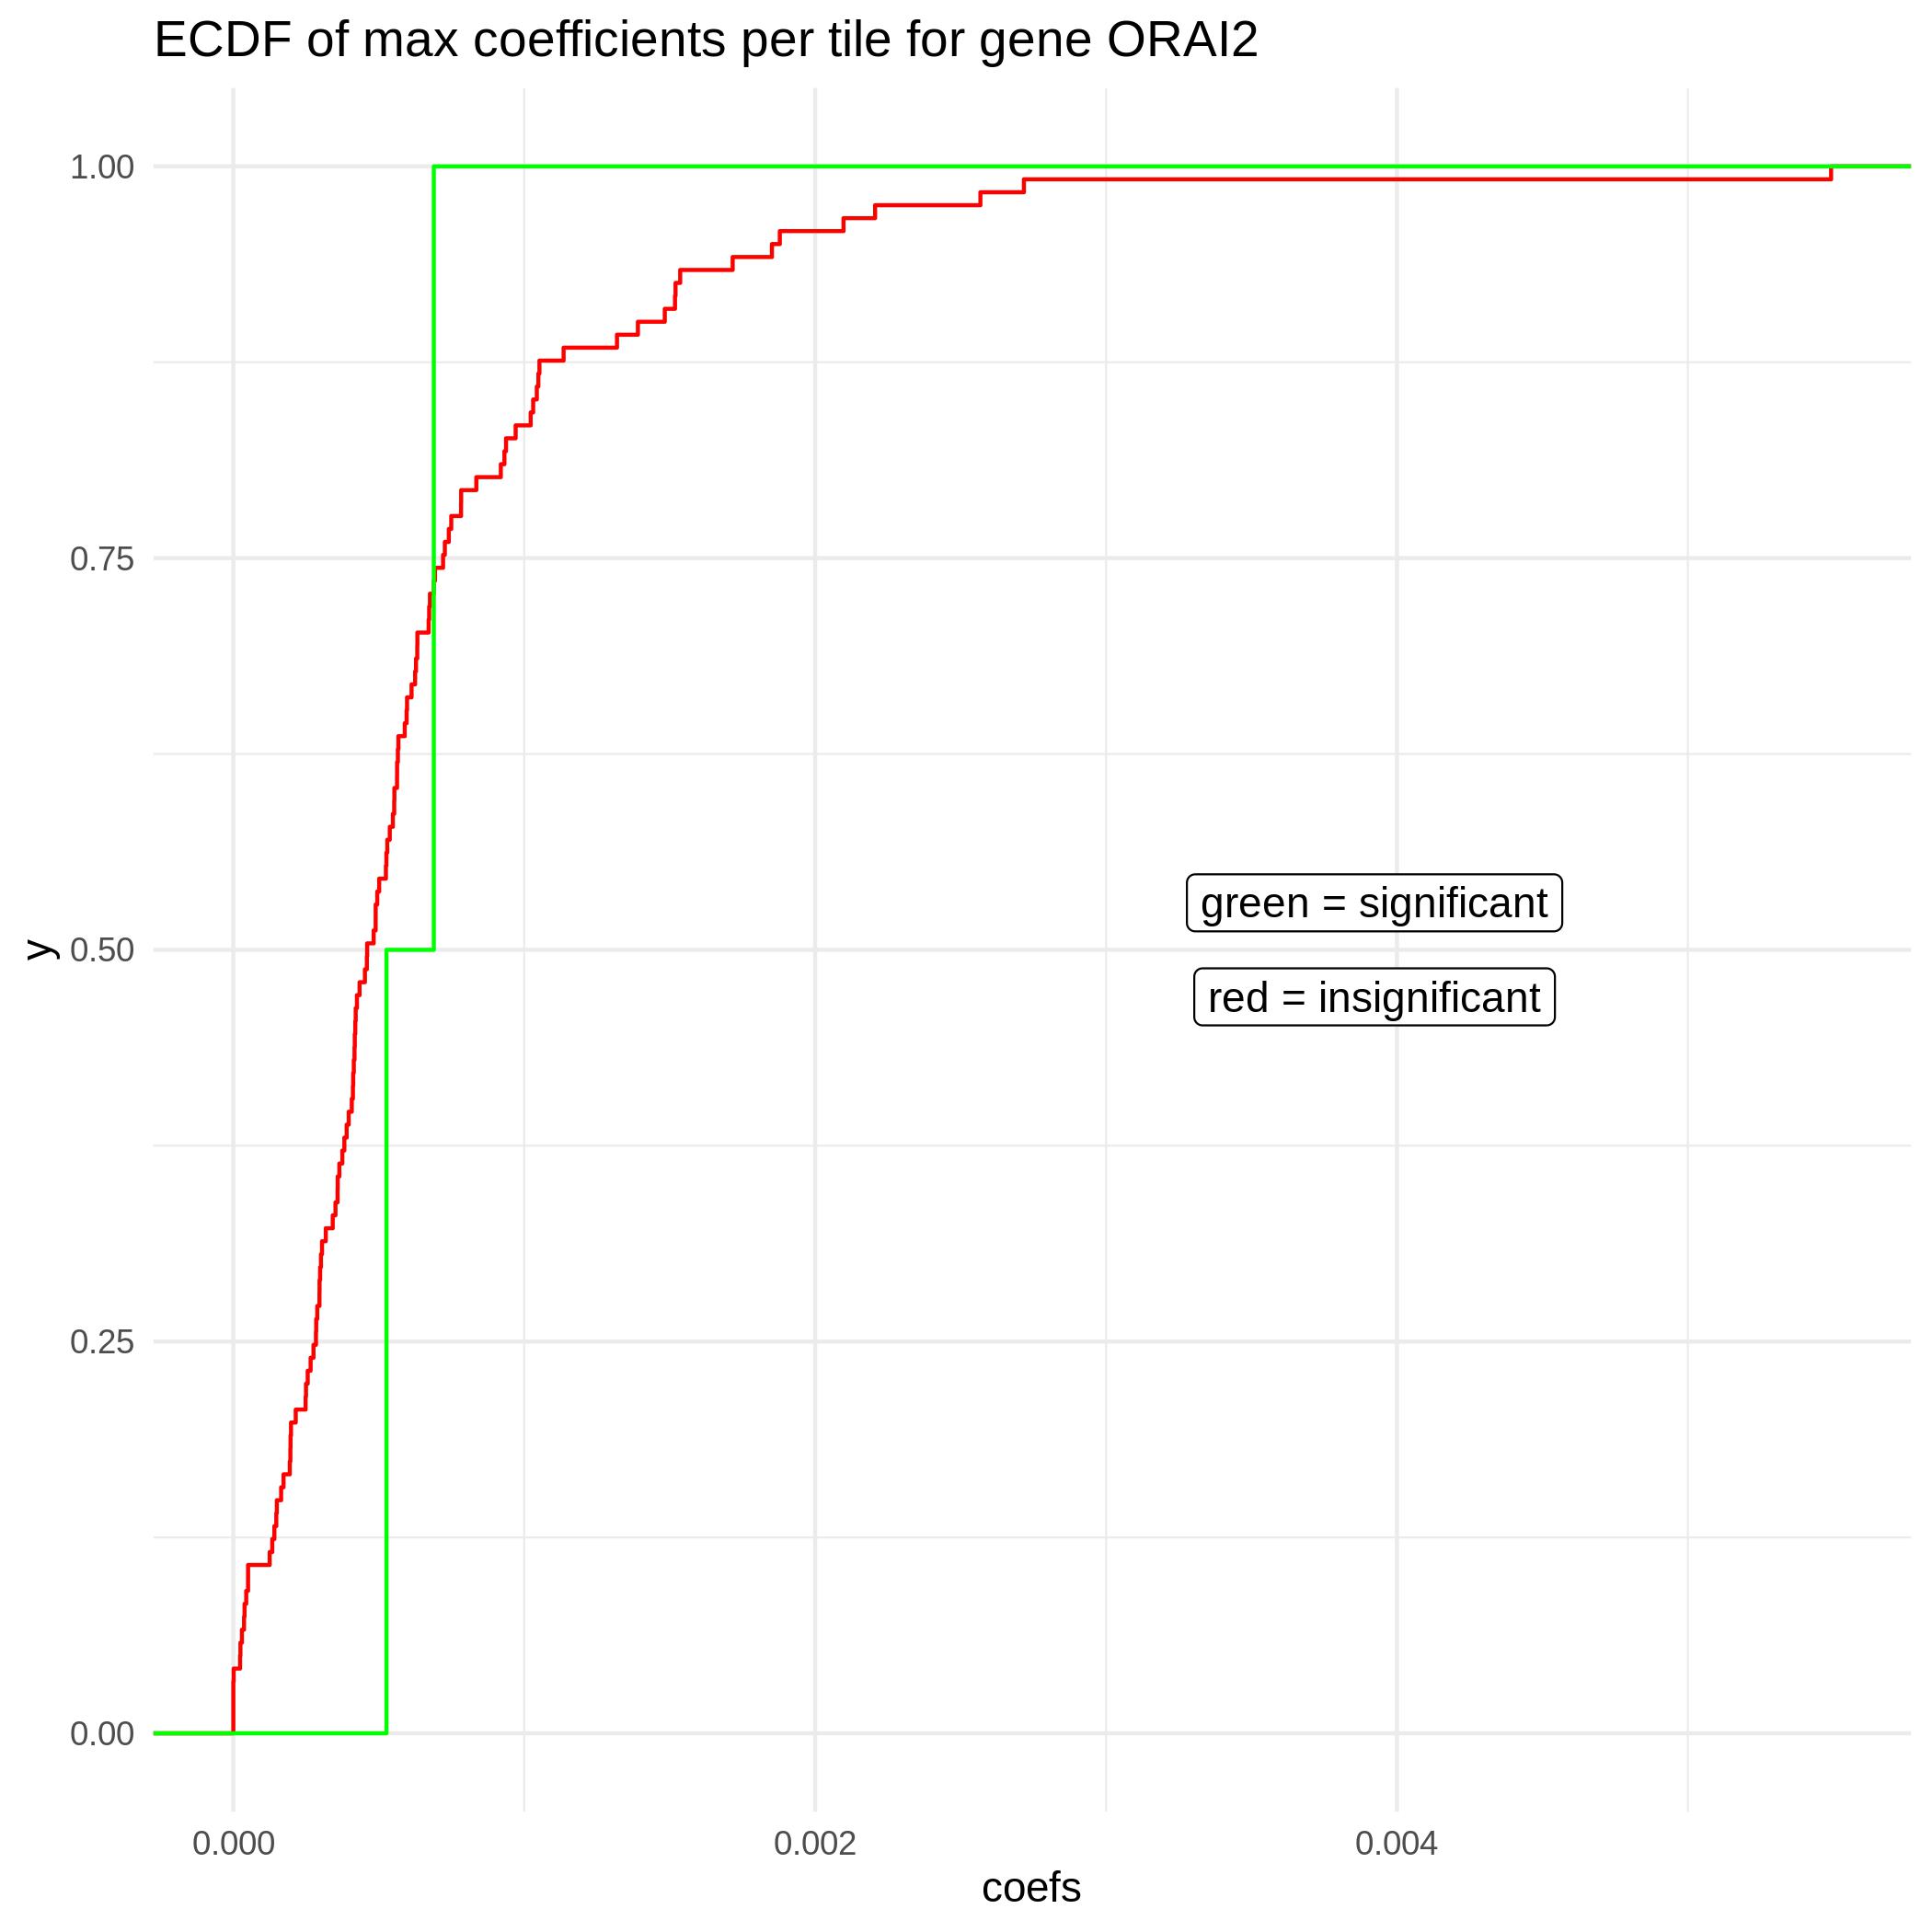 ECDF of max coefficients per tile for gene ORAI2
1.00
0.75
0.50
0.25
0.00
y
green = significant
red = insignificant
0.000
0.002
0.004
coefs